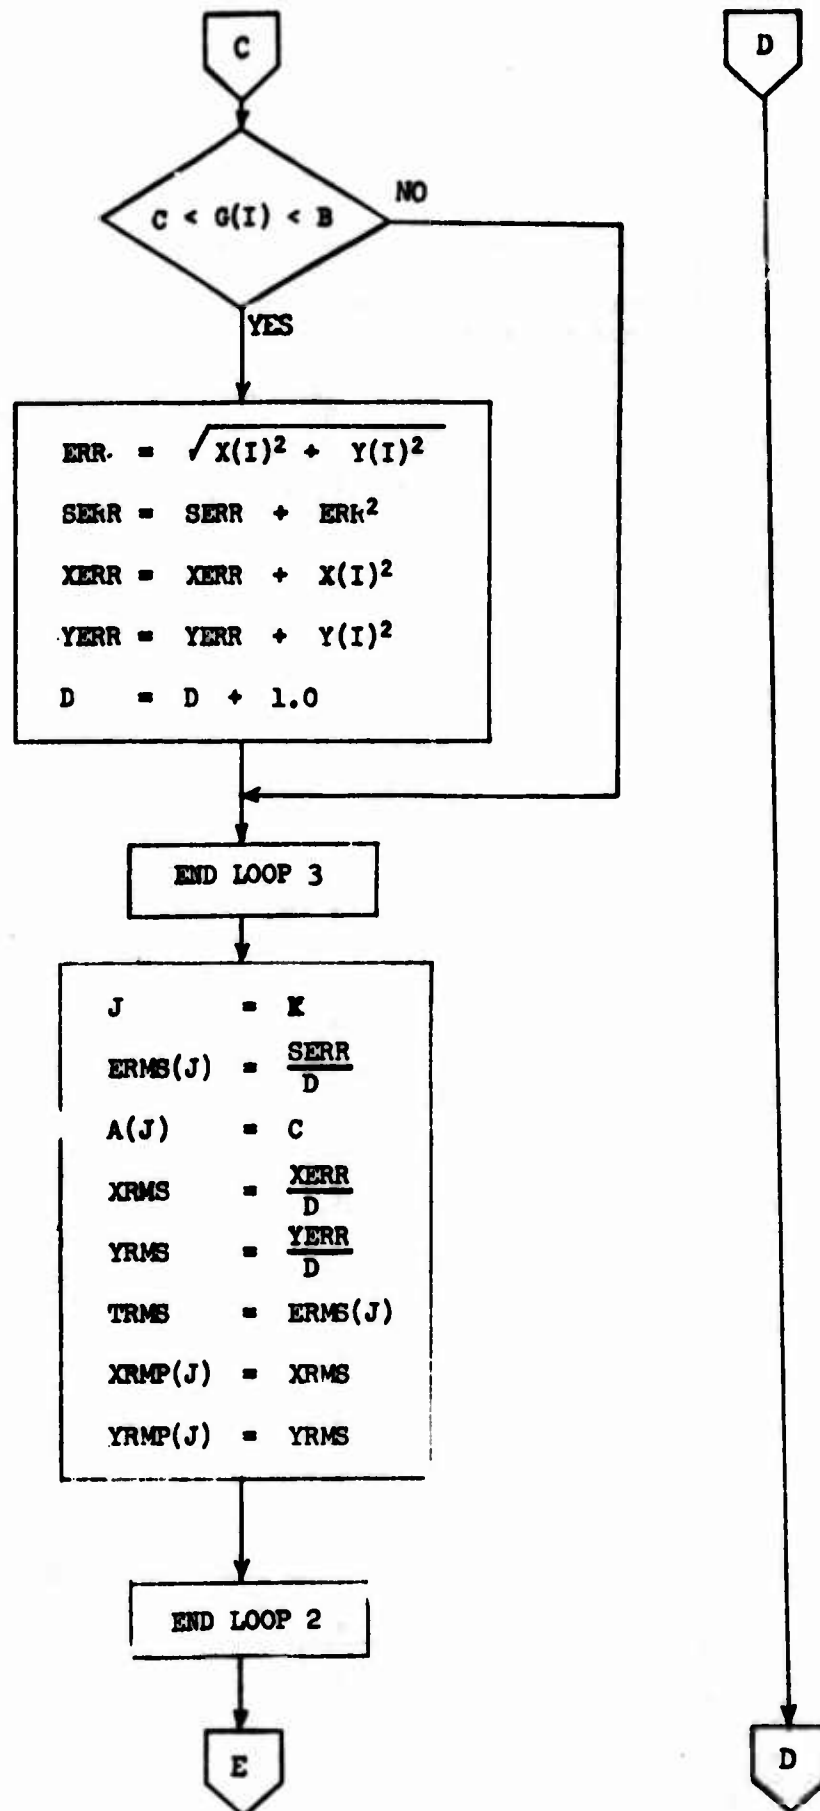 C
D
C < G(I) < B
NO
YES
ERR = √X(I)² + Y(I)²
SERR = SERR + ERR²
XERR = XERR + X(I)²
YERR = YERR + Y(I)²
D = D + 1.0
END LOOP 3
J = K
ERMS(J) = SERR / D
A(J) = C
XRMS = XERR / D
YRMS = YERR / D
TRMS = ERMS(J)
XRMP(J) = XRMS
YRMP(J) = YRMS
END LOOP 2
E
D